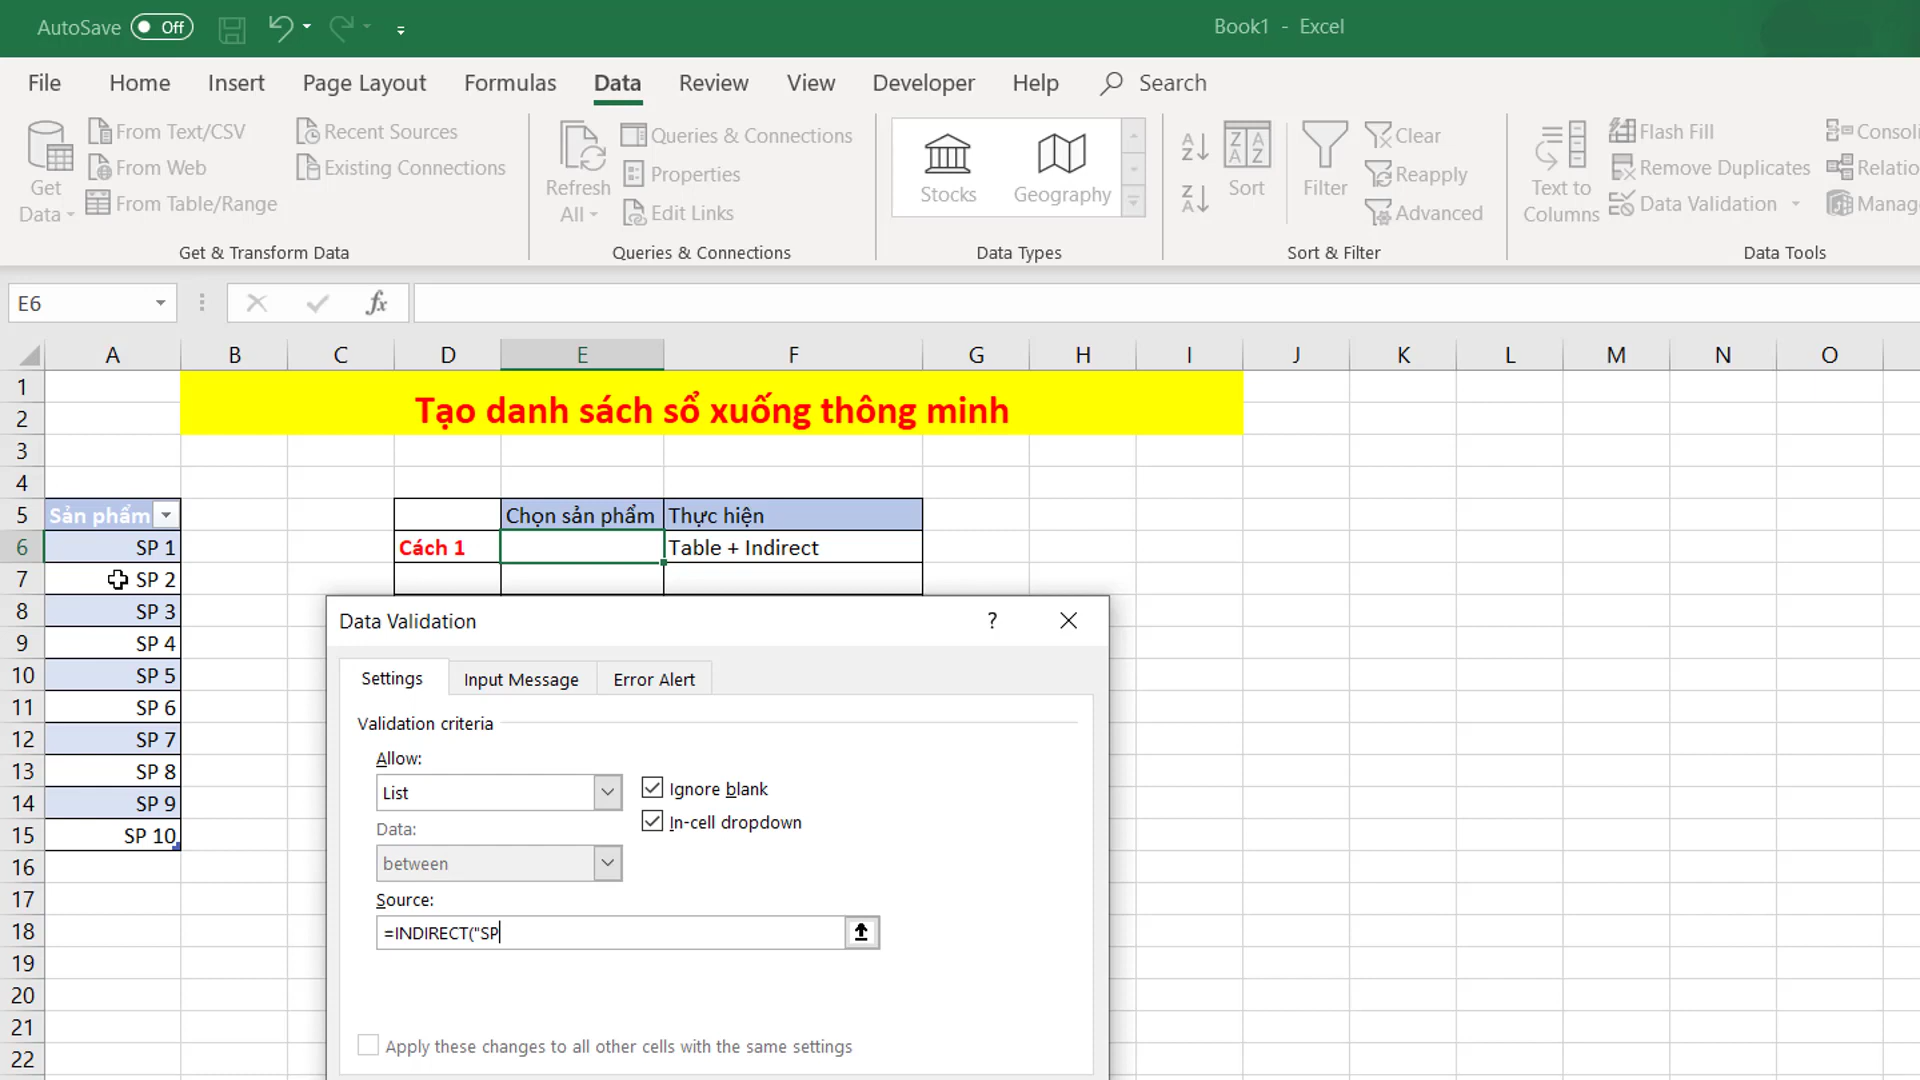 AutoSave Off
Book1 - Excel
File Home Insert Page Layout Formulas Data Review View Developer Help Search
Get Data
From Text/CSV
From Web
From Table/Range
Recent Sources
Existing Connections
Get & Transform Data
Refresh All
Queries & Connections
Properties
Edit Links
Queries & Connections
Stocks
Geography
Data Types
Sort
Filter
Clear
Reapply
Advanced
Sort & Filter
Text to Columns
Flash Fill
Remove Duplicates
Data Validation
Consoli
Relatio
Manag
Data Tools
E6 fx
A B C D E F G H I J K L M N O
1
Tạo danh sách sổ xuống thông minh
2
3
4
5 Sản phẩm Chọn sản phẩm Thực hiện
6 SP 1 Cách 1 Table + Indirect
7 SP 2
8 SP 3
9 SP 4
10 SP 5
11 SP 6
12 SP 7
13 SP 8
14 SP 9
15 SP 10
16
17
18
19
20
21
22
Data Validation ?
Settings Input Message Error Alert
Validation criteria
Allow:
List
Ignore blank
In-cell dropdown
Data:
between
Source:
=INDIRECT("SP
Apply these changes to all other cells with the same settings